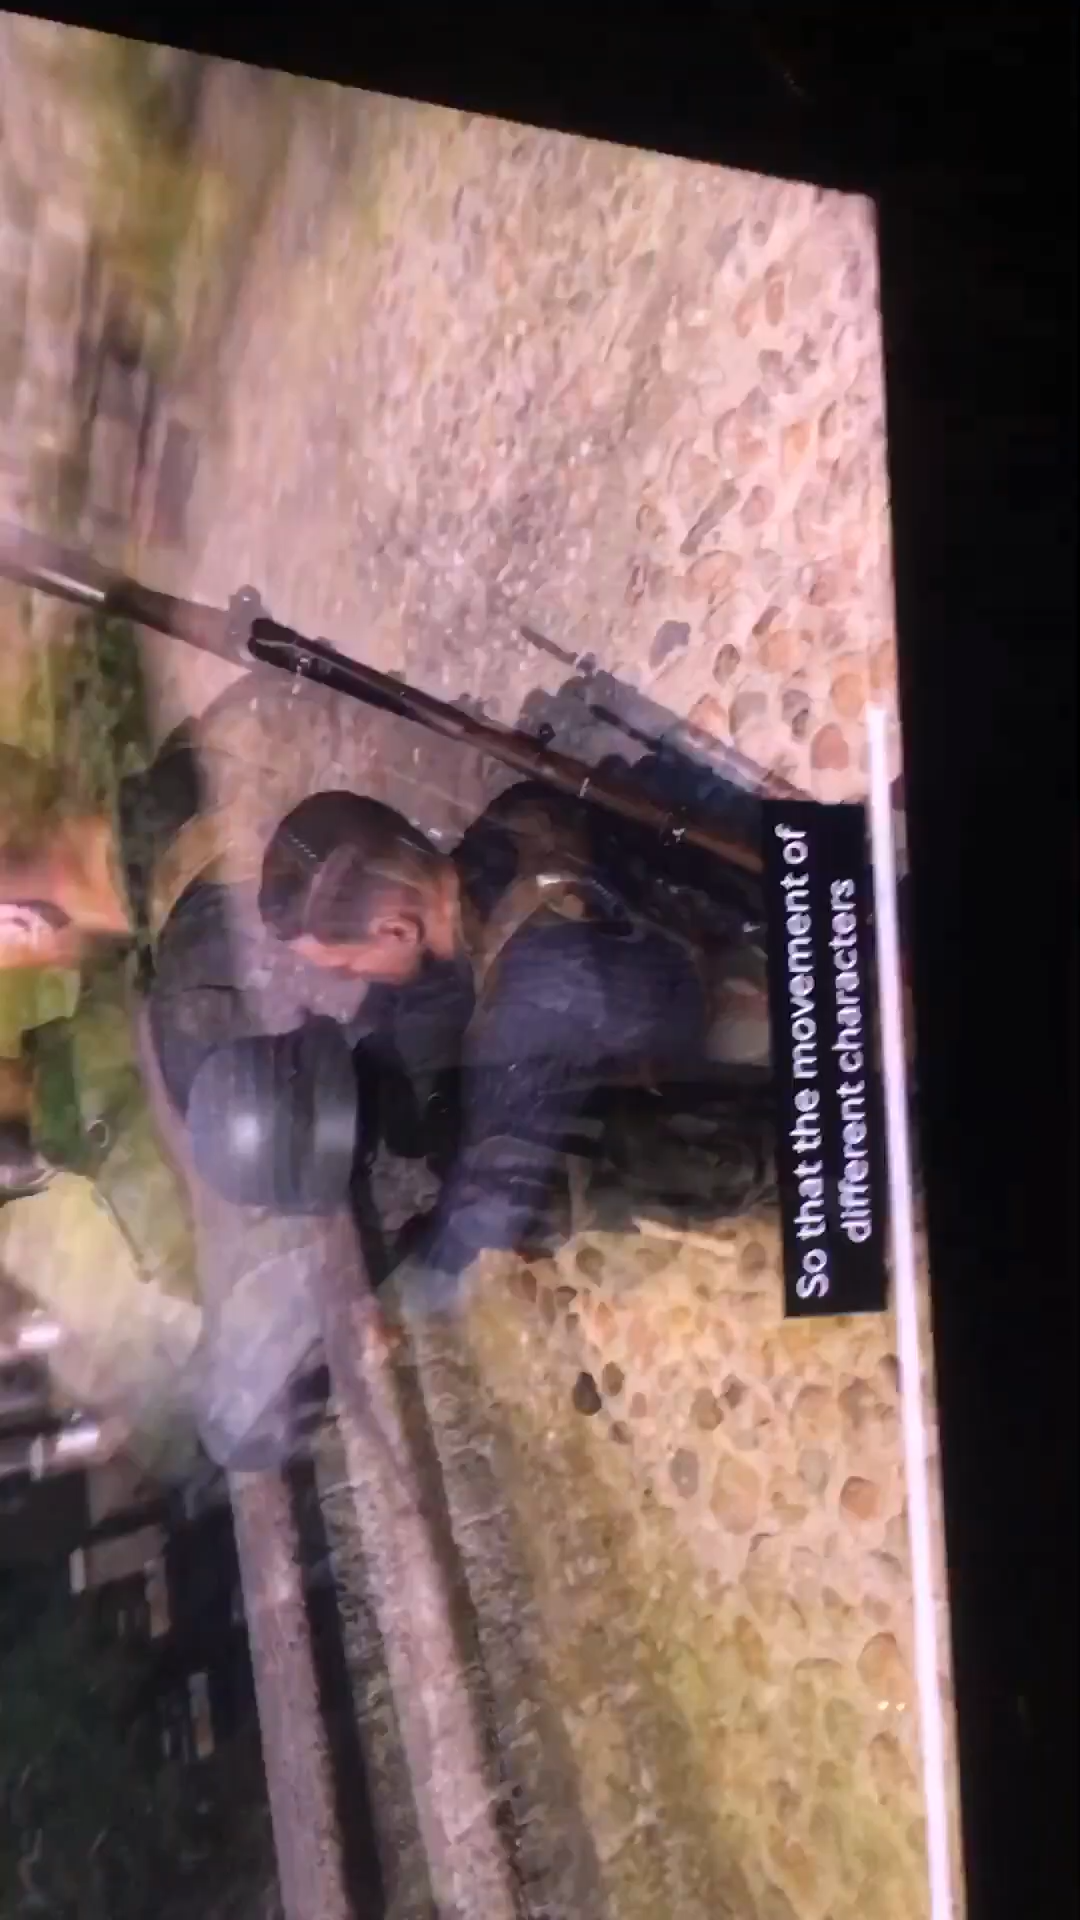 So that the movement of
different characters